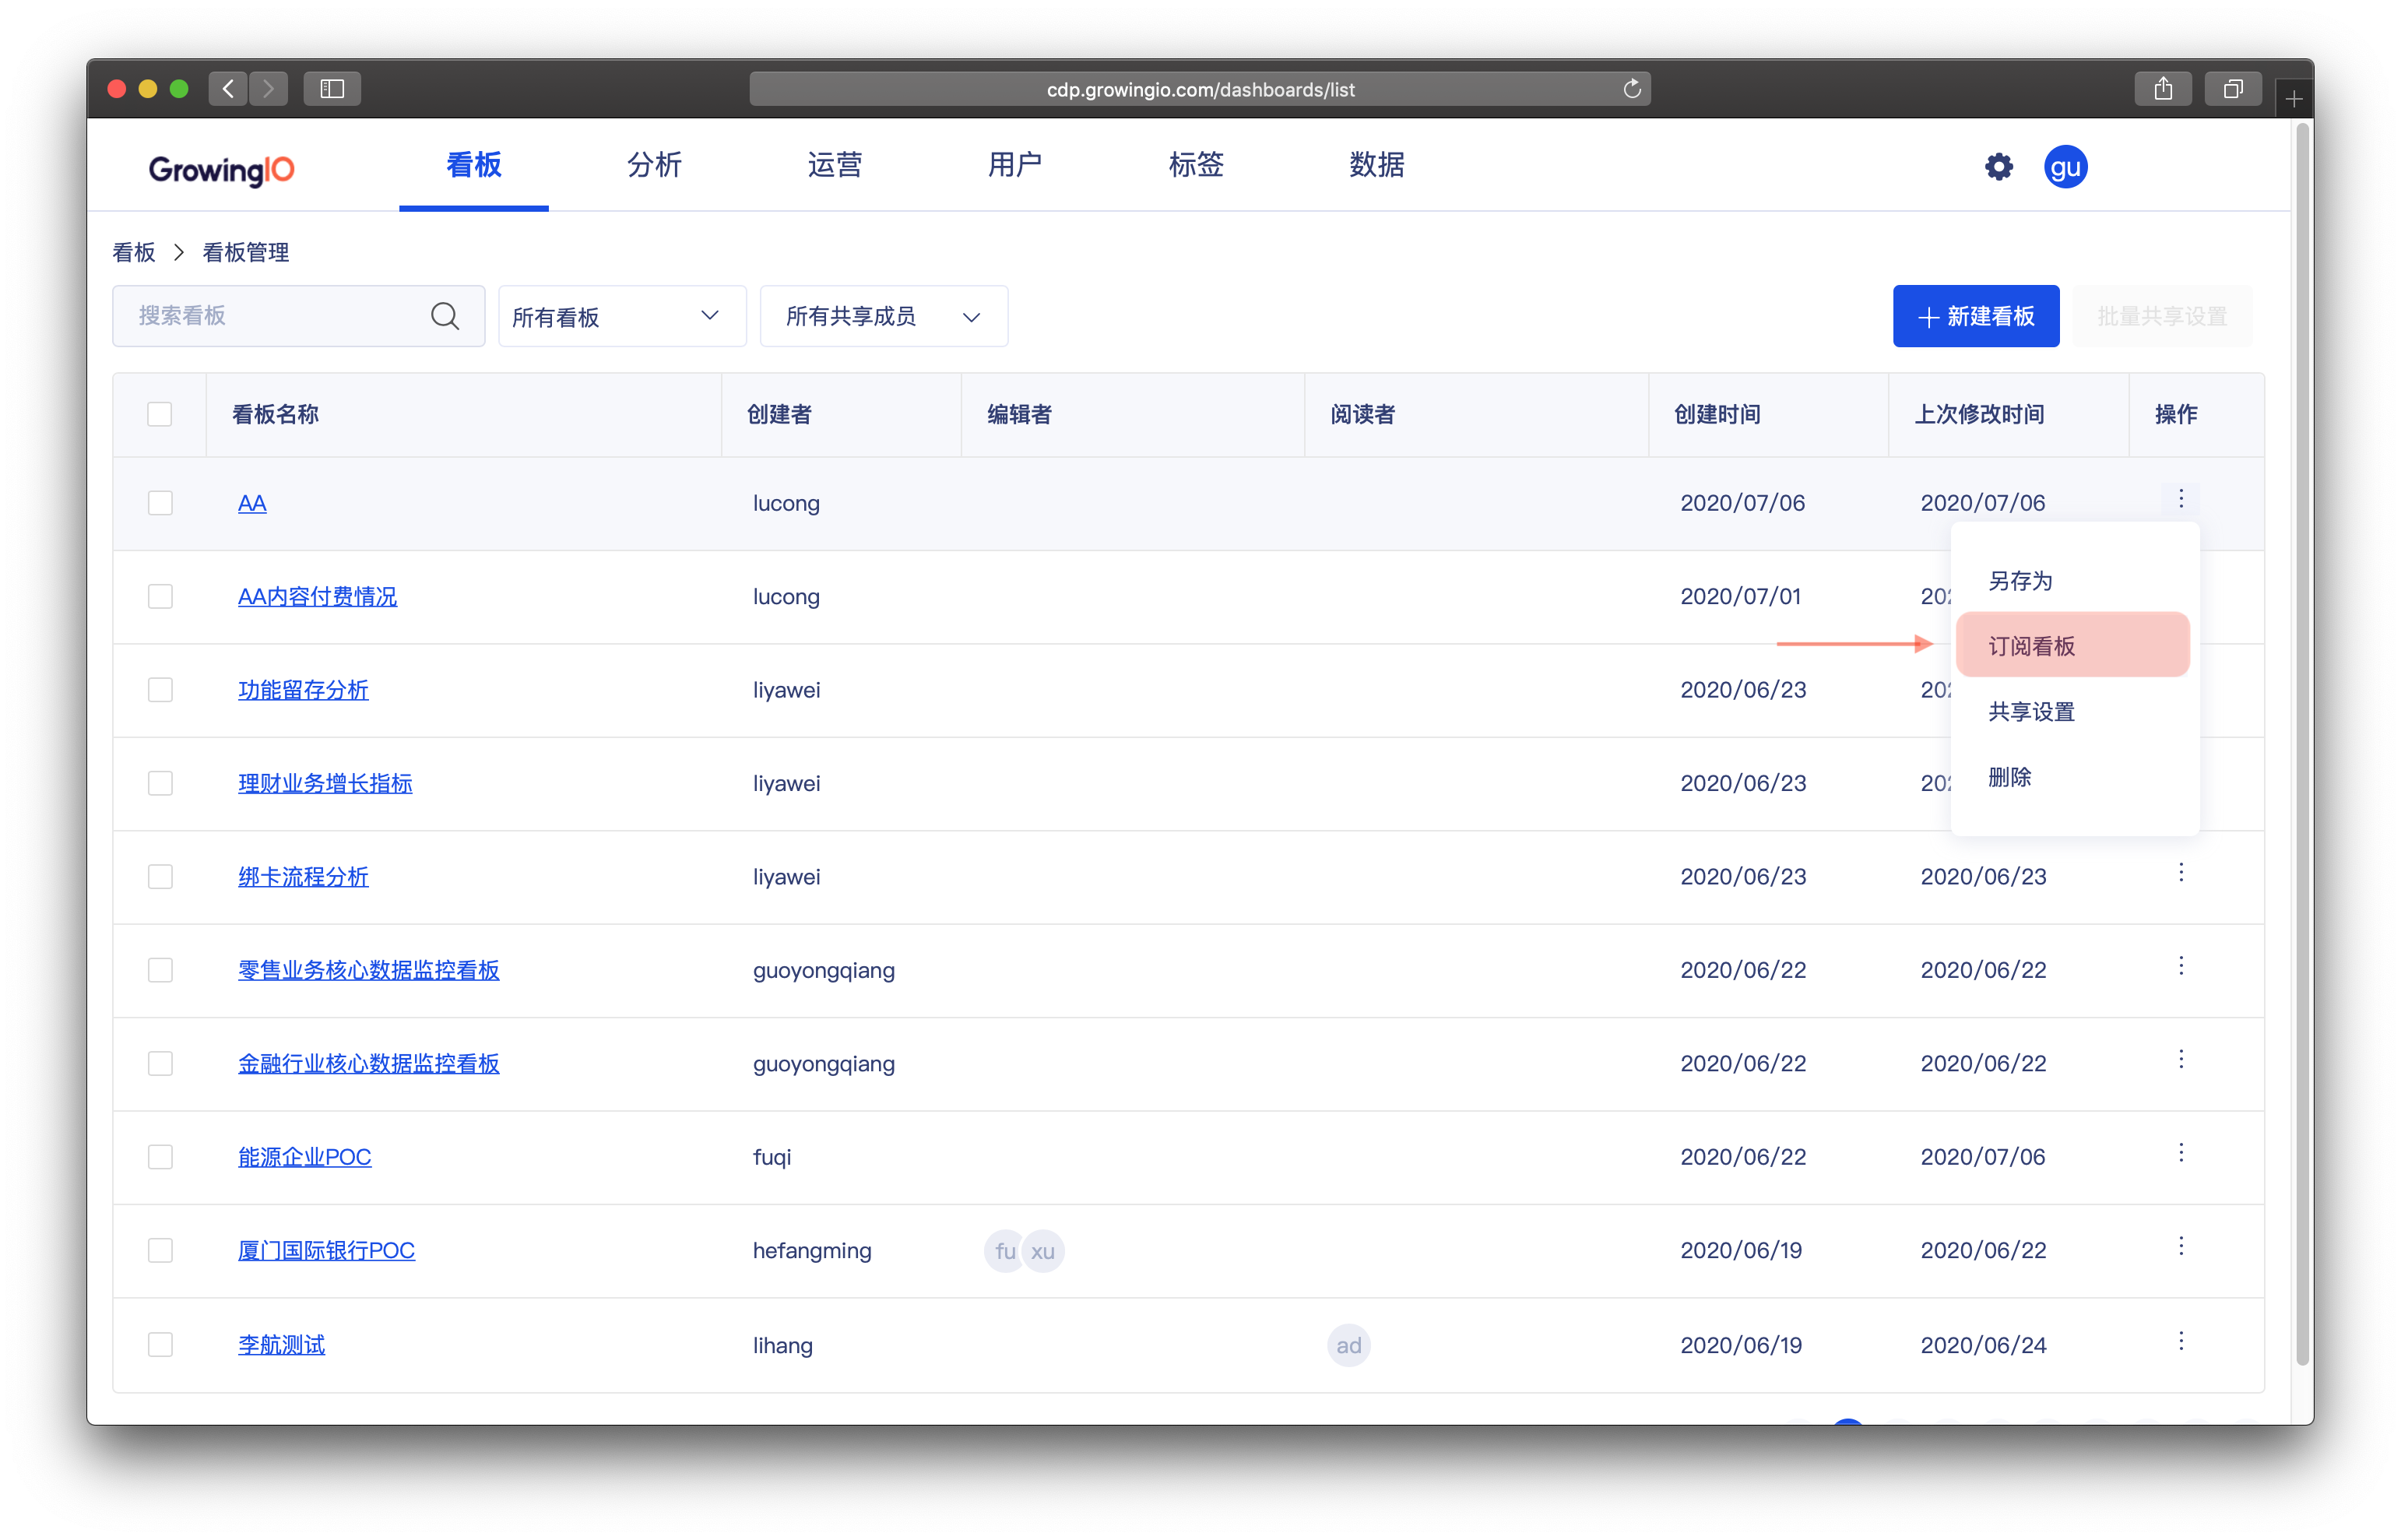 cdp.growingio.com/dashboards/list
GrowingIO 看板 分析 运营 用户 标签 数据 gu
看板 > 看板管理
搜索看板 所有看板 所有共享成员 + 新建看板 批量共享设置
看板名称 创建者 编辑者 阅读者 创建时间 上次修改时间 操作
AA lucong 2020/07/06 2020/07/06
另存为
AA内容付费情况 lucong 2020/07/01 202
订阅看板
功能留存分析 liyawei 2020/06/23 202
共享设置
理财业务增长指标 liyawei 2020/06/23 202
删除
绑卡流程分析 liyawei 2020/06/23 2020/06/23
零售业务核心数据监控看板 guoyongqiang 2020/06/22 2020/06/22
金融行业核心数据监控看板 guoyongqiang 2020/06/22 2020/06/22
能源企业POC fuqi 2020/06/22 2020/07/06
厦门国际银行POC hefangming fu xu 2020/06/19 2020/06/22
李航测试 lihang ad 2020/06/19 2020/06/24